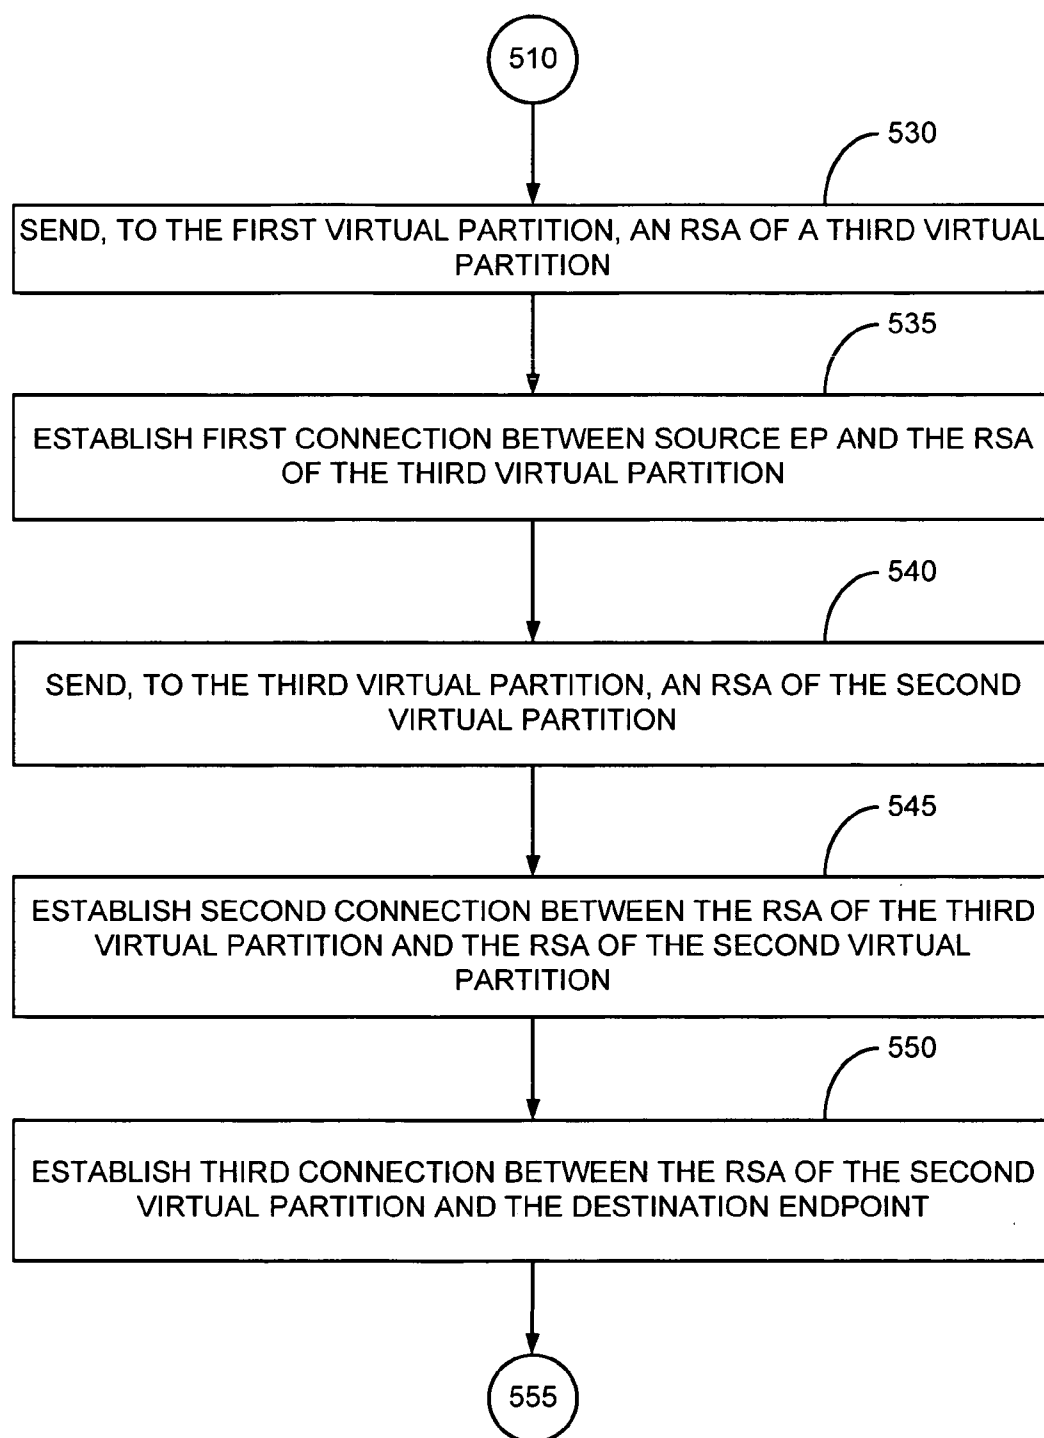 510
530
SEND, TO THE FIRST VIRTUAL PARTITION, AN RSA OF A THIRD VIRTUAL
PARTITION
535
ESTABLISH FIRST CONNECTION BETWEEN SOURCE EP AND THE RSA
OF THE THIRD VIRTUAL PARTITION
540
SEND, TO THE THIRD VIRTUAL PARTITION, AN RSA OF THE SECOND
VIRTUAL PARTITION
545
ESTABLISH SECOND CONNECTION BETWEEN THE RSA OF THE THIRD
VIRTUAL PARTITION AND THE RSA OF THE SECOND VIRTUAL
PARTITION
550
ESTABLISH THIRD CONNECTION BETWEEN THE RSA OF THE SECOND
VIRTUAL PARTITION AND THE DESTINATION ENDPOINT
555